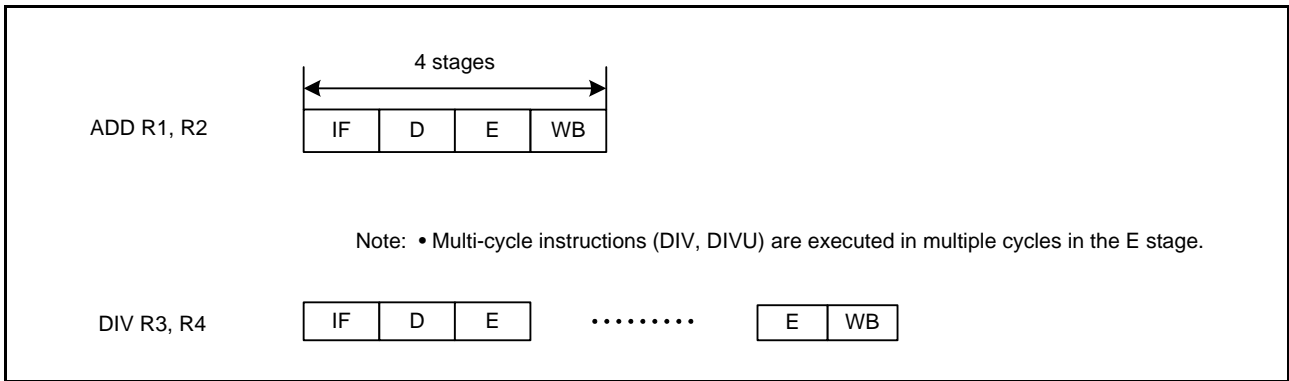 4 stages
ADD R1, R2 IF D E WB
Note: • Multi-cycle instructions (DIV, DIVU) are executed in multiple cycles in the E stage.
DIV R3, R4 IF D E ········· E WB